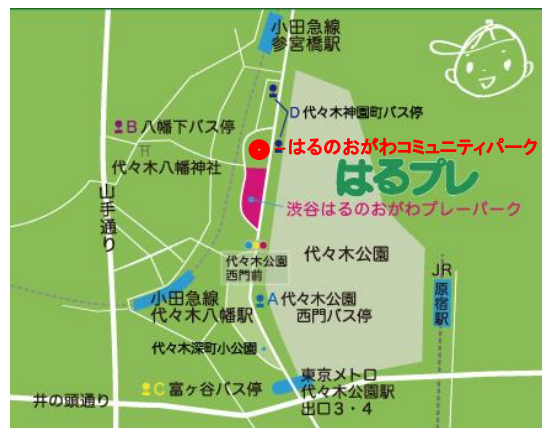 小田急線
参宮橋駅
D 代々木神園町バス停
B 八幡下バス停
はるのおがわコミュニティパーク
代々木八幡神社
はるプレ
渋谷はるのおがわプレーパーク
山手通り
代々木公園
西門前
代々木公園
JR
原宿駅
小田急線
代々木八幡駅
A 代々木公園
西門バス停
代々木深町小公園
東京メトロ
代々木公園駅
出口3・4
C 富ヶ谷バス停
井の頭通り